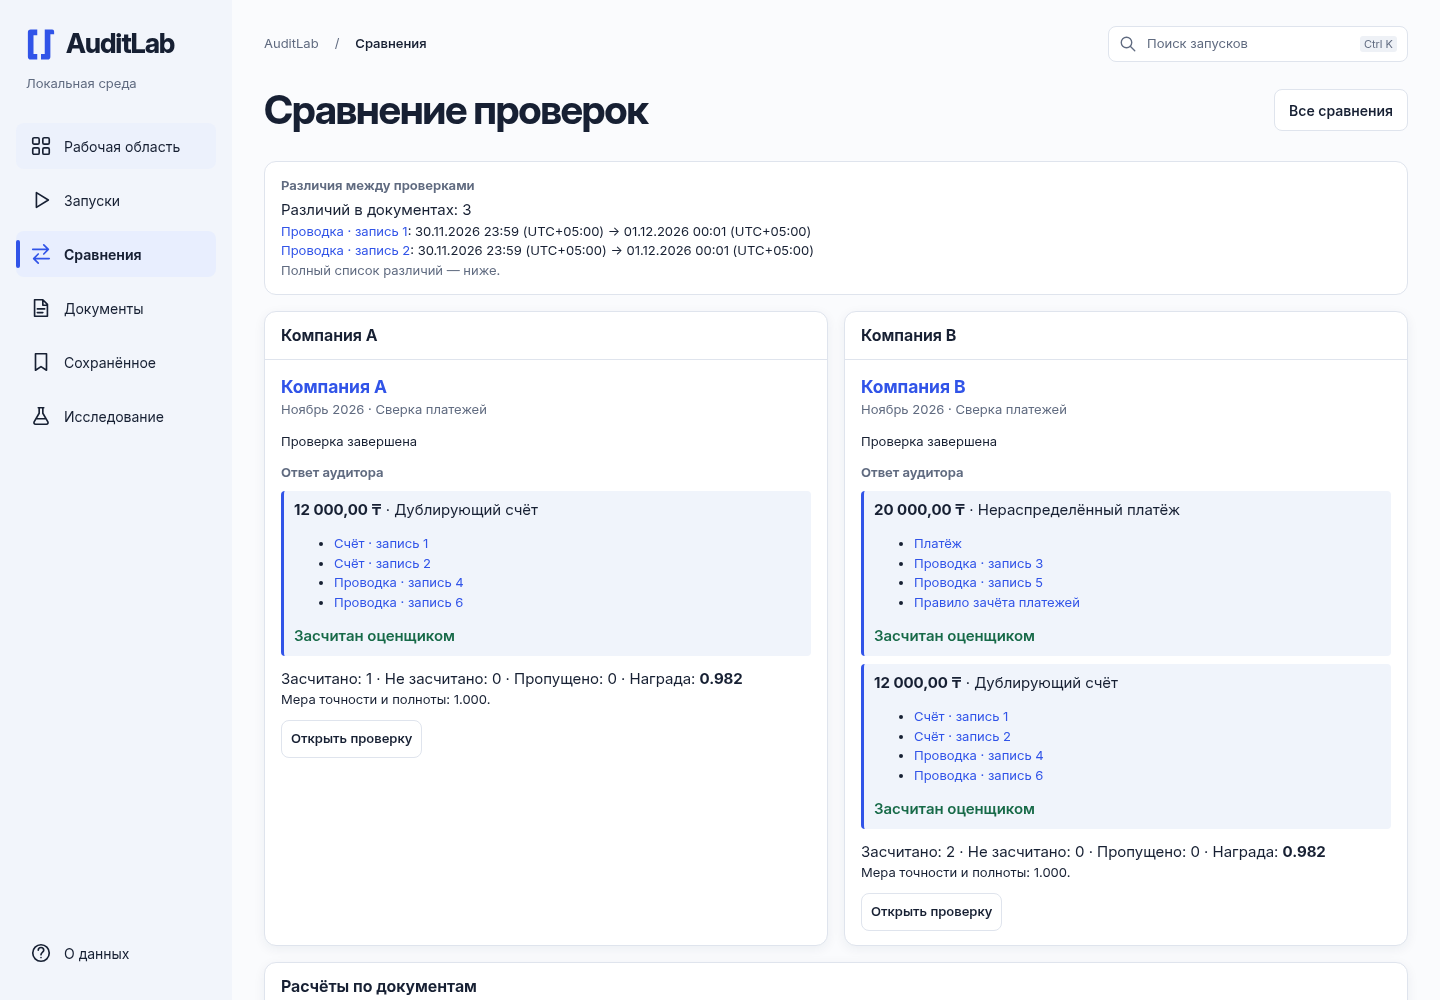 AuditLab
Локальная среда
Рабочая область
Запуски
Сравнения
Документы
Сохранённое
Исследование
О данных
AuditLab / Сравнения
Поиск запусков Ctrl K
Сравнение проверок
Все сравнения
Различия между проверками
Различий в документах: 3
Проводка · запись 1: 30.11.2026 23:59 (UTC+05:00) → 01.12.2026 00:01 (UTC+05:00)
Проводка · запись 2: 30.11.2026 23:59 (UTC+05:00) → 01.12.2026 00:01 (UTC+05:00)
Полный список различий — ниже.
Компания A
Компания A
Ноябрь 2026 · Сверка платежей
Проверка завершена
Ответ аудитора
12 000,00 ₸ · Дублирующий счёт
Счёт · запись 1
Счёт · запись 2
Проводка · запись 4
Проводка · запись 6
Засчитан оценщиком
Засчитано: 1 · Не засчитано: 0 · Пропущено: 0 · Награда: 0.982
Мера точности и полноты: 1.000.
Открыть проверку
Компания B
Компания B
Ноябрь 2026 · Сверка платежей
Проверка завершена
Ответ аудитора
20 000,00 ₸ · Нераспределённый платёж
Платёж
Проводка · запись 3
Проводка · запись 5
Правило зачёта платежей
Засчитан оценщиком
12 000,00 ₸ · Дублирующий счёт
Счёт · запись 1
Счёт · запись 2
Проводка · запись 4
Проводка · запись 6
Засчитан оценщиком
Засчитано: 2 · Не засчитано: 0 · Пропущено: 0 · Награда: 0.982
Мера точности и полноты: 1.000.
Открыть проверку
Расчёты по документам